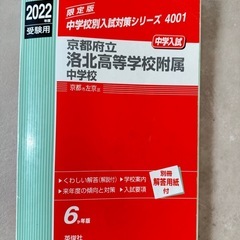 2022年度
受験用
限定版
中学校別入試対策シリーズ 4001
中学入試
京都府立
洛北高等学校附属
中学校
京都市左京区
別冊
解答用紙
付
・くわしい解答(解説付)
・学校案内
・来年度の傾向と対策
・入試要項
6ヵ年版
英俊社